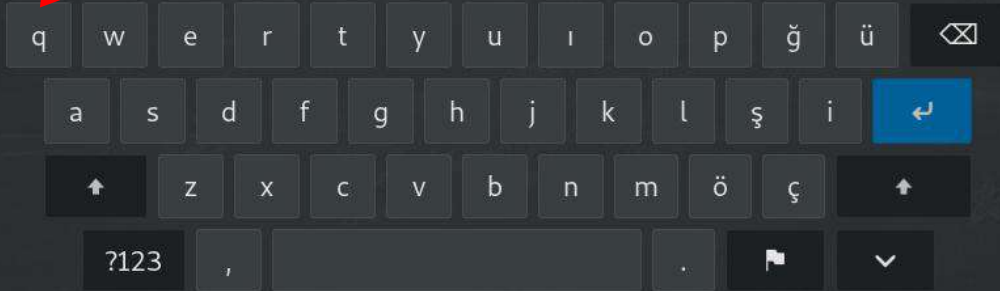 q w e r t y u ı o p ğ ü
a s d f g h j k l ş i
z x c v b n m ö ç
?123 , .